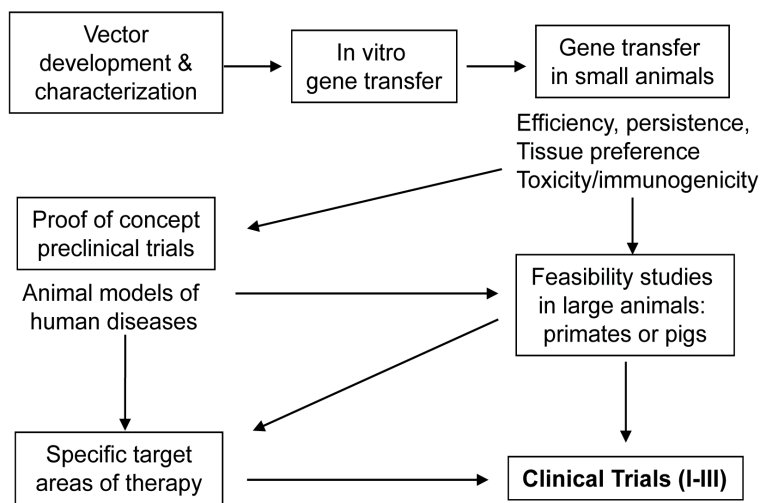 Vector
development &
characterization
In vitro
gene transfer
Gene transfer
in small animals
Efficiency, persistence,
Tissue preference
Toxicity/immunogenicity
Proof of concept
preclinical trials
Animal models of
human diseases
Feasibility studies
in large animals:
primates or pigs
Specific target
areas of therapy
Clinical Trials (I-III)